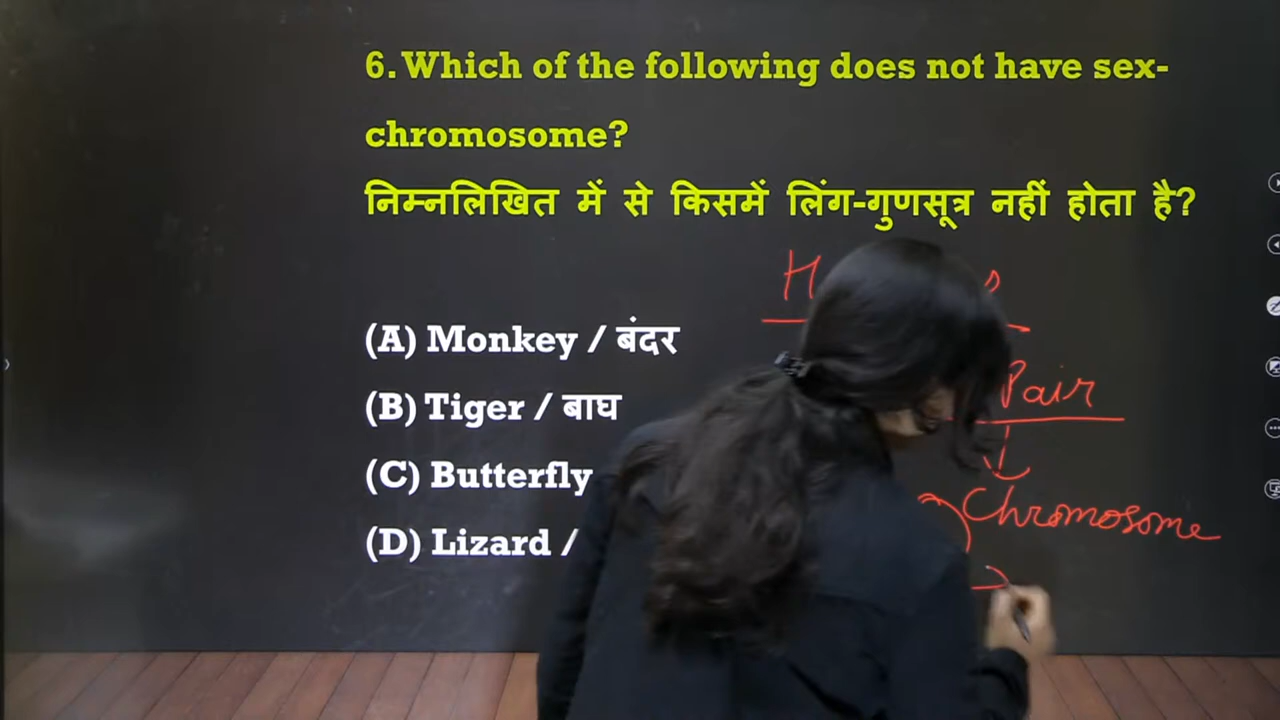 6. Which of the following does not have sex-
chromosome?
निम्नलिखित में से किसमें लिंग-गुणसूत्र नहीं होता है?
(A) Monkey / बंदर
(B) Tiger / बाघ
(C) Butterfly
(D) Lizard /
Pair
Chromosome